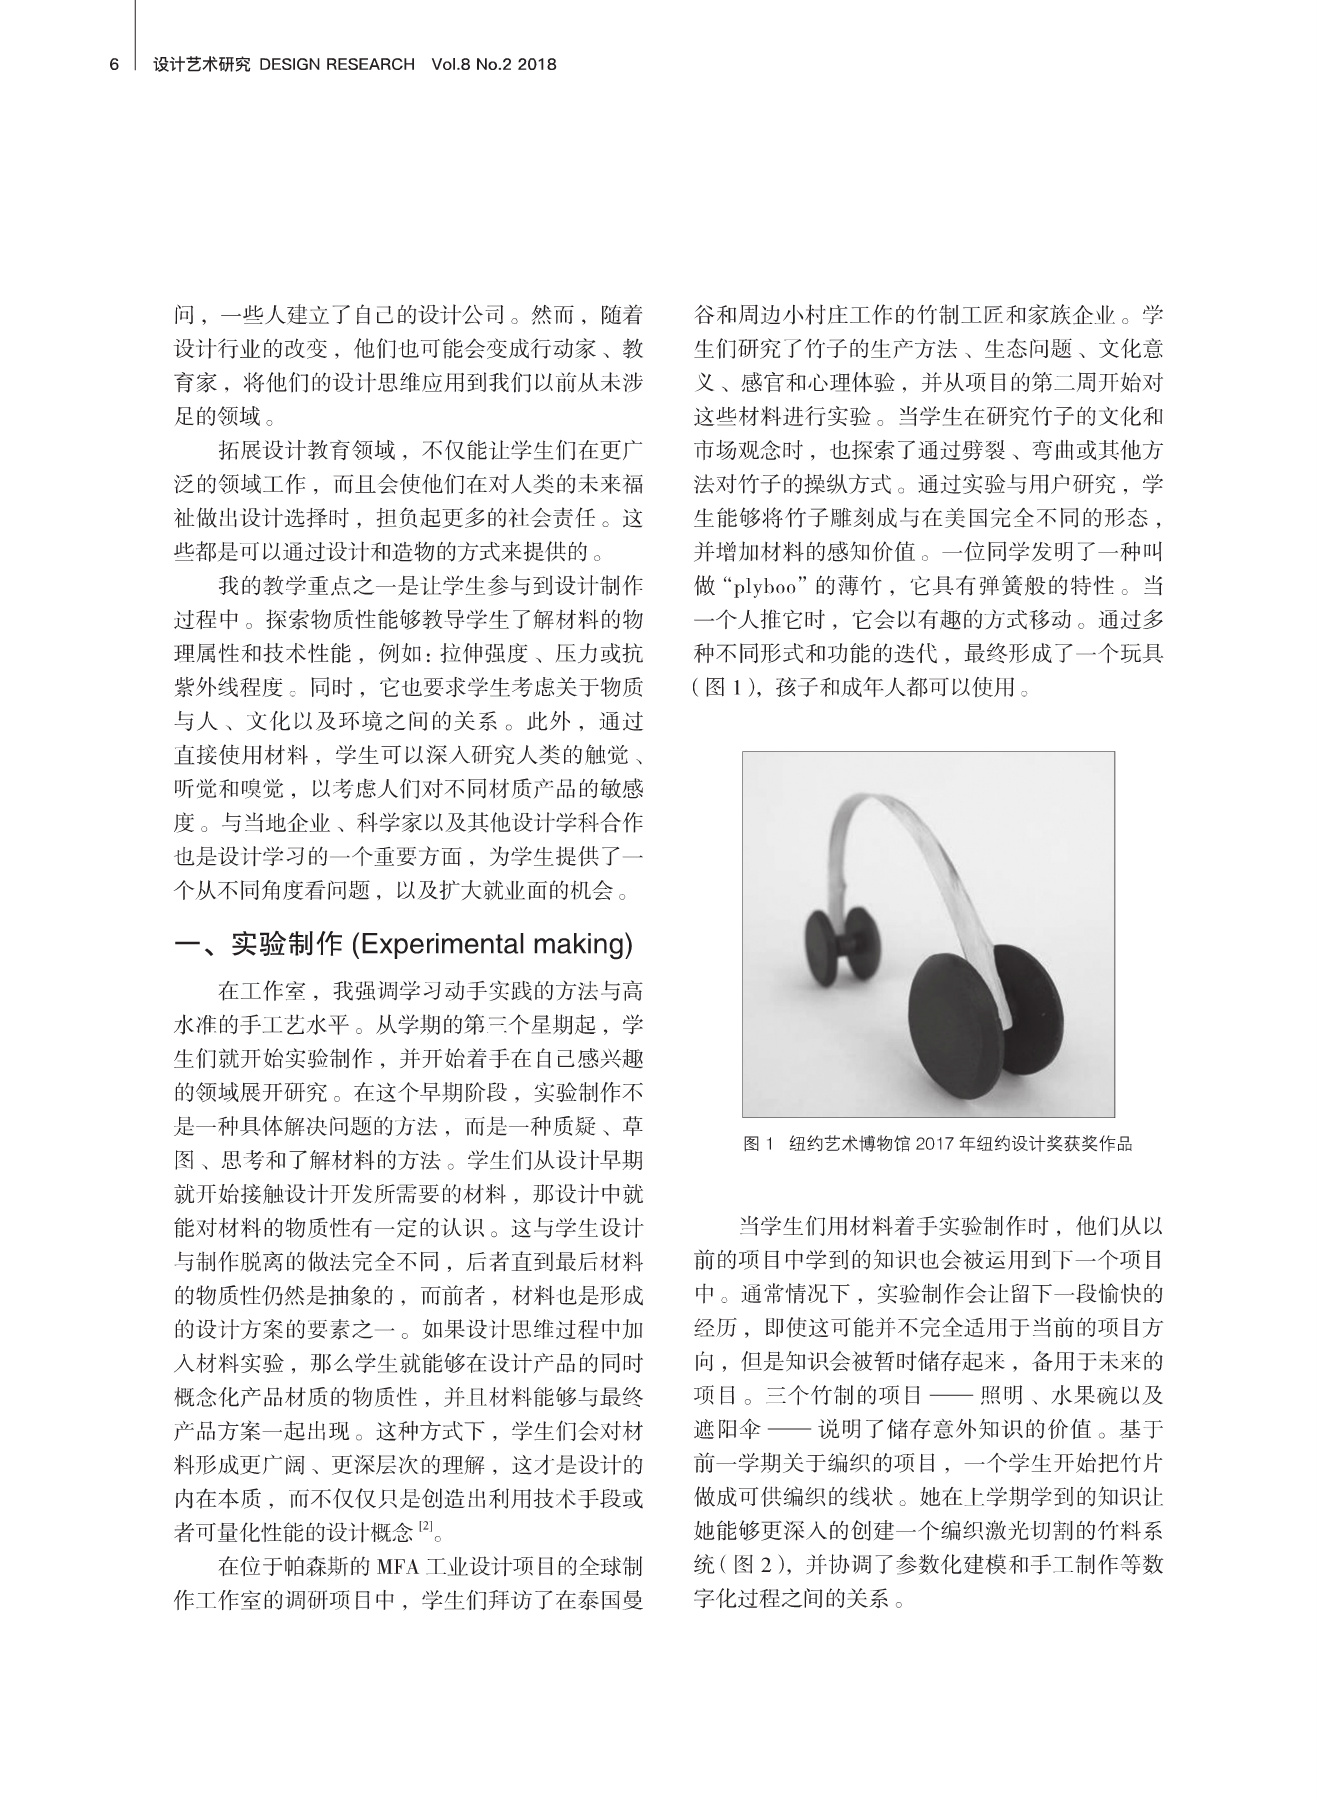 6 设计艺术研究 DESIGN RESEARCH Vol.8 No.2 2018
问，一些人建立了自己的设计公司。然而，随着
设计行业的改变，他们也可能会变成行动家、教
育家，将他们的设计思维应用到我们以前从未涉
足的领域。
拓展设计教育领域，不仅能让学生们在更广
泛的领域工作，而且会使他们在对人类的未来福
祉做出设计选择时，担负起更多的社会责任。这
些都是可以通过设计和造物的方式来提供的。
我的教学重点之一是让学生参与到设计制作
过程中。探索物质性能够教导学生了解材料的物
理属性和技术性能，例如：拉伸强度、压力或抗
紫外线程度。同时，它也要求学生考虑关于物质
与人、文化以及环境之间的关系。此外，通过
直接使用材料，学生可以深入研究人类的触觉、
听觉和嗅觉，以考虑人们对不同材质产品的敏感
度。与当地企业、科学家以及其他设计学科合作
也是设计学习的一个重要方面，为学生提供了一
个从不同角度看问题，以及扩大就业面的机会。
一、实验制作 (Experimental making)
在工作室，我强调学习动手实践的方法与高
水准的手工艺水平。从学期的第三个星期起，学
生们就开始实验制作，并开始着手在自己感兴趣
的领域展开研究。在这个早期阶段，实验制作不
是一种具体解决问题的方法，而是一种质疑、草
图、思考和了解材料的方法。学生们从设计早期
就开始接触设计开发所需要的材料，那设计中就
能对材料的物质性有一定的认识。这与学生设计
与制作脱离的做法完全不同，后者直到最后材料
的物质性仍然是抽象的，而前者，材料也是形成
的设计方案的要素之一。如果设计思维过程中加
入材料实验，那么学生就能够在设计产品的同时
概念化产品材质的物质性，并且材料能够与最终
产品方案一起出现。这种方式下，学生们会对材
料形成更广阔、更深层次的理解，这才是设计的
内在本质，而不仅仅只是创造出利用技术手段或
者可量化性能的设计概念[2]。
在位于帕森斯的 MFA 工业设计项目的全球制
作工作室的调研项目中，学生们拜访了在泰国曼
谷和周边小村庄工作的竹制工匠和家族企业。学
生们研究了竹子的生产方法、生态问题、文化意
义、感官和心理体验，并从项目的第二周开始对
这些材料进行实验。当学生在研究竹子的文化和
市场观念时，也探索了通过劈裂、弯曲或其他方
法对竹子的操纵方式。通过实验与用户研究，学
生能够将竹子雕刻成与在美国完全不同的形态，
并增加材料的感知价值。一位同学发明了一种叫
做“plyboo”的薄竹，它具有弹簧般的特性。当
一个人推它时，它会以有趣的方式移动。通过多
种不同形式和功能的迭代，最终形成了一个玩具
（图 1），孩子和成年人都可以使用。
图 1 纽约艺术博物馆 2017 年纽约设计奖获奖作品
当学生们用材料着手实验制作时，他们从以
前的项目中学到的知识也会被运用到下一个项目
中。通常情况下，实验制作会让留下一段愉快的
经历，即使这可能并不完全适用于当前的项目方
向，但是知识会被暂时储存起来，备用于未来的
项目。三个竹制的项目——照明、水果碗以及
遮阳伞——说明了储存意外知识的价值。基于
前一学期关于编织的项目，一个学生开始把竹片
做成可供编织的线状。她在上学期学到的知识让
她能够更深入的创建一个编织激光切割的竹料系
统（图 2），并协调了参数化建模和手工制作等数
字化过程之间的关系。